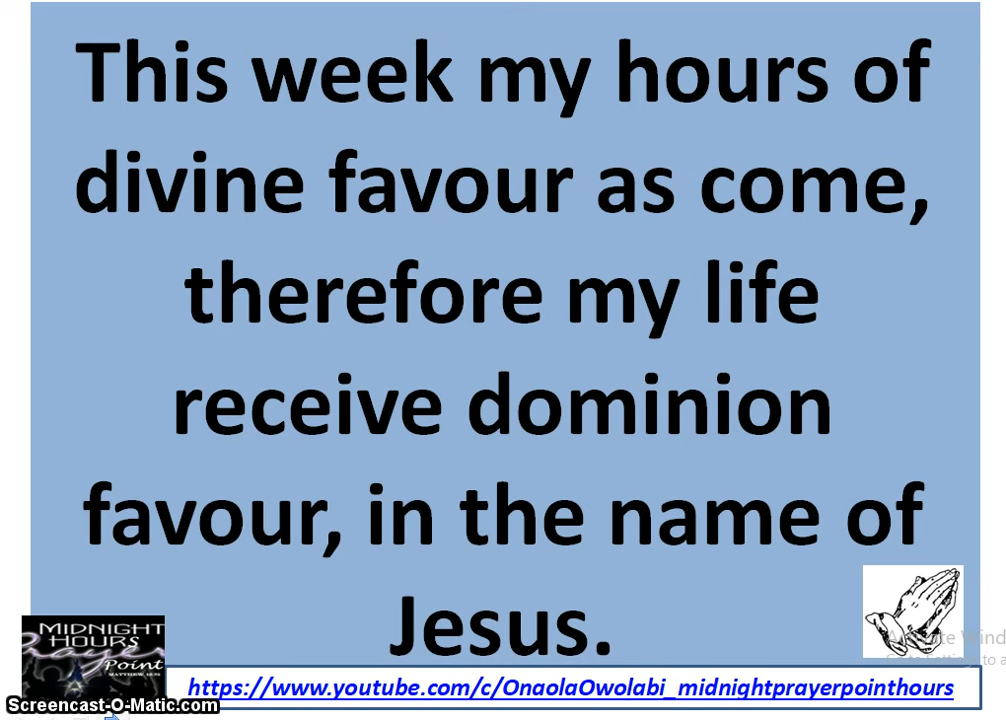 This week my hours of
divine favour as come,
therefore my life
receive dominion
favour, in the name of
Jesus.
MIDNIGHT
HOURS
Prayer
Point
https://www.youtube.com/c/OnaolaOwolabi_midnightprayerpointhours
Screencast-O-Matic.com